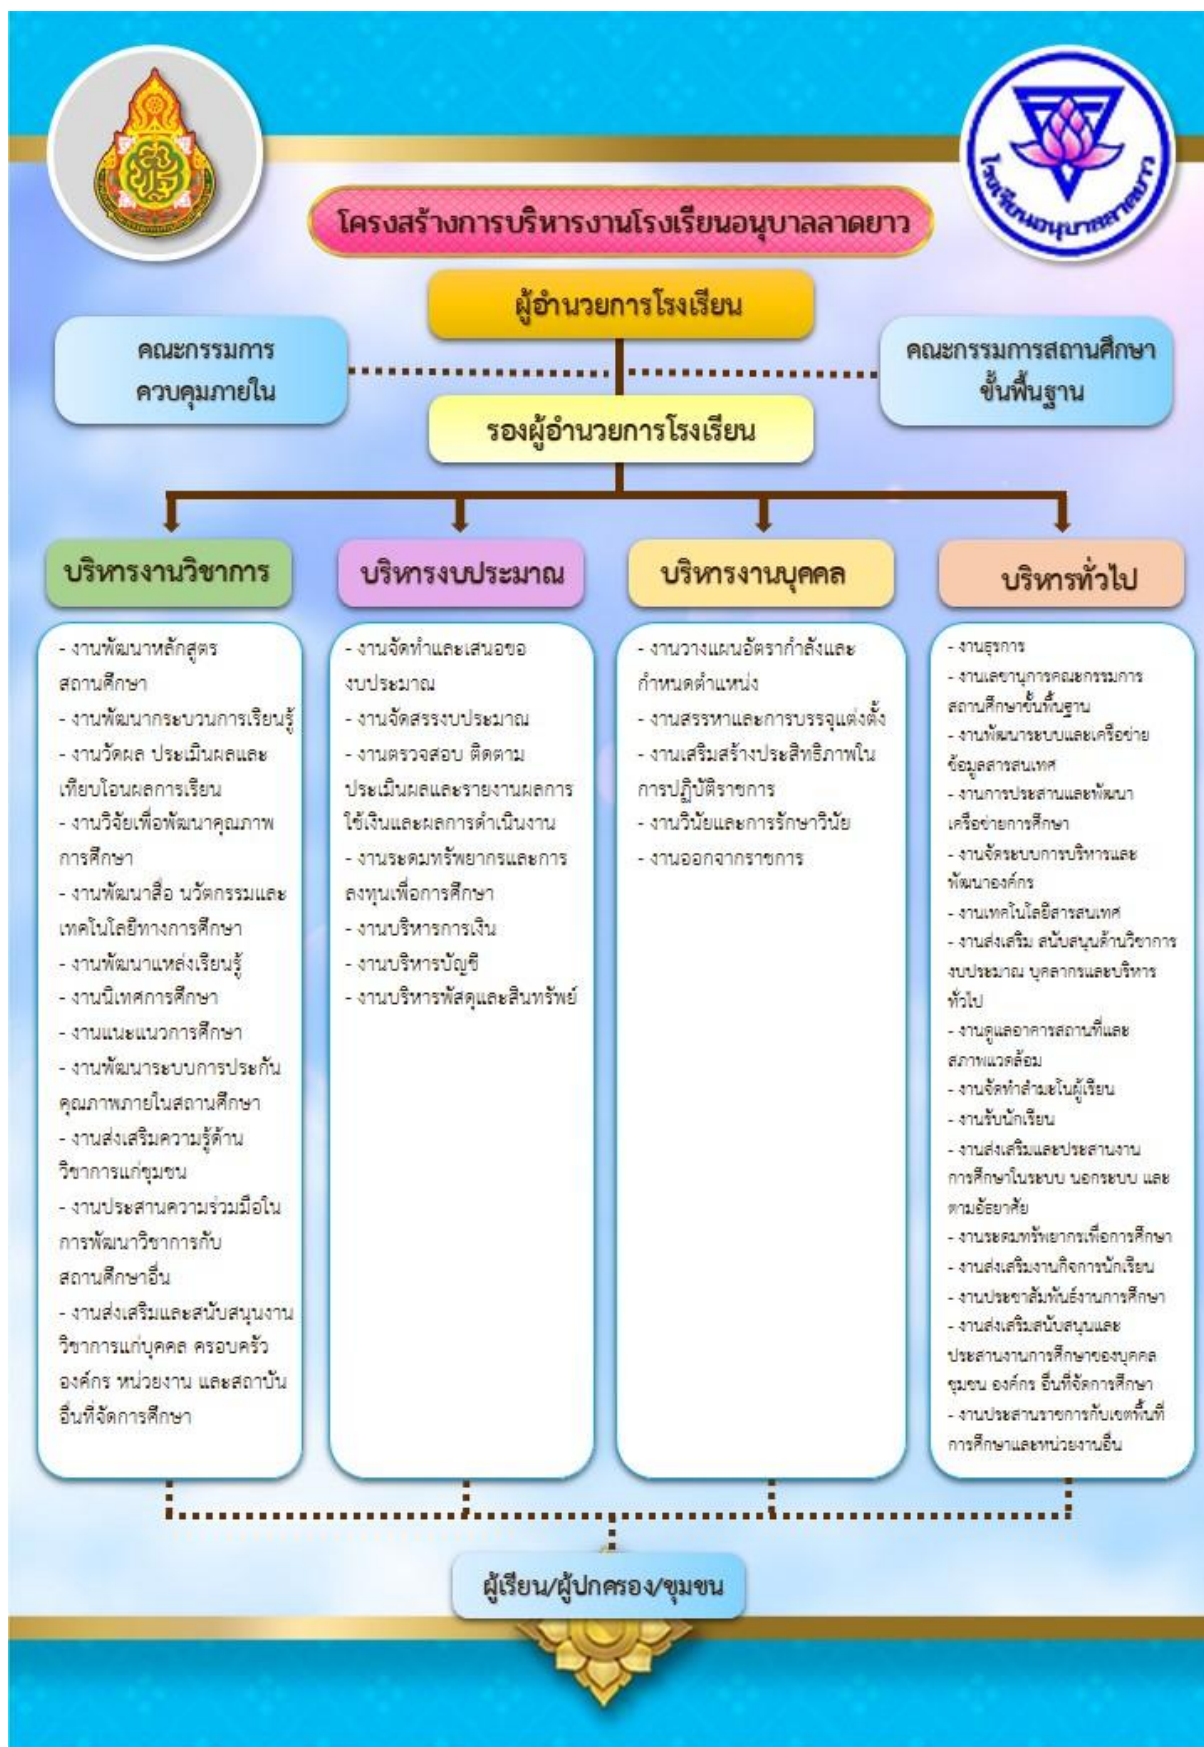 โรงเรียนอนุบาลลาดยาว
โครงสร้างการบริหารงานโรงเรียนอนุบาลลาดยาว
ผู้อำนวยการโรงเรียน
คณะกรรมการ
ควบคุมภายใน
คณะกรรมการสถานศึกษา
ขั้นพื้นฐาน
รองผู้อำนวยการโรงเรียน
บริหารงานวิชาการ
- งานพัฒนาหลักสูตร
สถานศึกษา
- งานพัฒนากระบวนการเรียนรู้
- งานวัดผล ประเมินผลและ
เทียบโอนผลการเรียน
- งานวิจัยเพื่อพัฒนาคุณภาพ
การศึกษา
- งานพัฒนาสื่อ นวัตกรรมและ
เทคโนโลยีทางการศึกษา
- งานพัฒนาแหล่งเรียนรู้
- งานนิเทศการศึกษา
- งานแนะแนวการศึกษา
- งานพัฒนาระบบการประกัน
คุณภาพภายในสถานศึกษา
- งานส่งเสริมความรู้ด้าน
วิชาการแก่ชุมชน
- งานประสานความร่วมมือใน
การพัฒนาวิชาการกับ
สถานศึกษาอื่น
- งานส่งเสริมและสนับสนุนงาน
วิชาการแก่บุคคล ครอบครัว
องค์กร หน่วยงาน และสถาบัน
อื่นที่จัดการศึกษา
บริหารงบประมาณ
- งานจัดทำและเสนอขอ
งบประมาณ
- งานจัดสรรงบประมาณ
- งานตรวจสอบ ติดตาม
ประเมินผลและรายงานผลการ
ใช้เงินและผลการดำเนินงาน
- งานระดมทรัพยากรและการ
ลงทุนเพื่อการศึกษา
- งานบริหารการเงิน
- งานบริหารบัญชี
- งานบริหารพัสดุและสินทรัพย์
บริหารงานบุคคล
- งานวางแผนอัตรากำลังและ
กำหนดตำแหน่ง
- งานสรรหาและการบรรจุแต่งตั้ง
- งานเสริมสร้างประสิทธิภาพใน
การปฏิบัติราชการ
- งานวินัยและการรักษาวินัย
- งานออกจากราชการ
บริหารทั่วไป
- งานธุรการ
- งานเลขานุการคณะกรรมการ
สถานศึกษาขั้นพื้นฐาน
- งานพัฒนาระบบและเครือข่าย
ข้อมูลสารสนเทศ
- งานการประสานและพัฒนา
เครือข่ายการศึกษา
- งานจัดระบบการบริหารและ
พัฒนาองค์กร
- งานเทคโนโลยีสารสนเทศ
- งานส่งเสริม สนับสนุนด้านวิชาการ
งบประมาณ บุคลากรและบริหาร
ทั่วไป
- งานดูแลอาคารสถานที่และ
สภาพแวดล้อม
- งานจัดทำสำมะโนผู้เรียน
- งานรับนักเรียน
- งานส่งเสริมและประสานงาน
การศึกษาในระบบ นอกระบบ และ
ตามอัธยาศัย
- งานระดมทรัพยากรเพื่อการศึกษา
- งานส่งเสริมงานกิจการนักเรียน
- งานประชาสัมพันธ์งานการศึกษา
- งานส่งเสริมสนับสนุนและ
ประสานงานการศึกษาของบุคคล
ชุมชน องค์กร อื่นที่จัดการศึกษา
- งานประสานราชการกับเขตพื้นที่
การศึกษาและหน่วยงานอื่น
ผู้เรียน/ผู้ปกครอง/ชุมชน